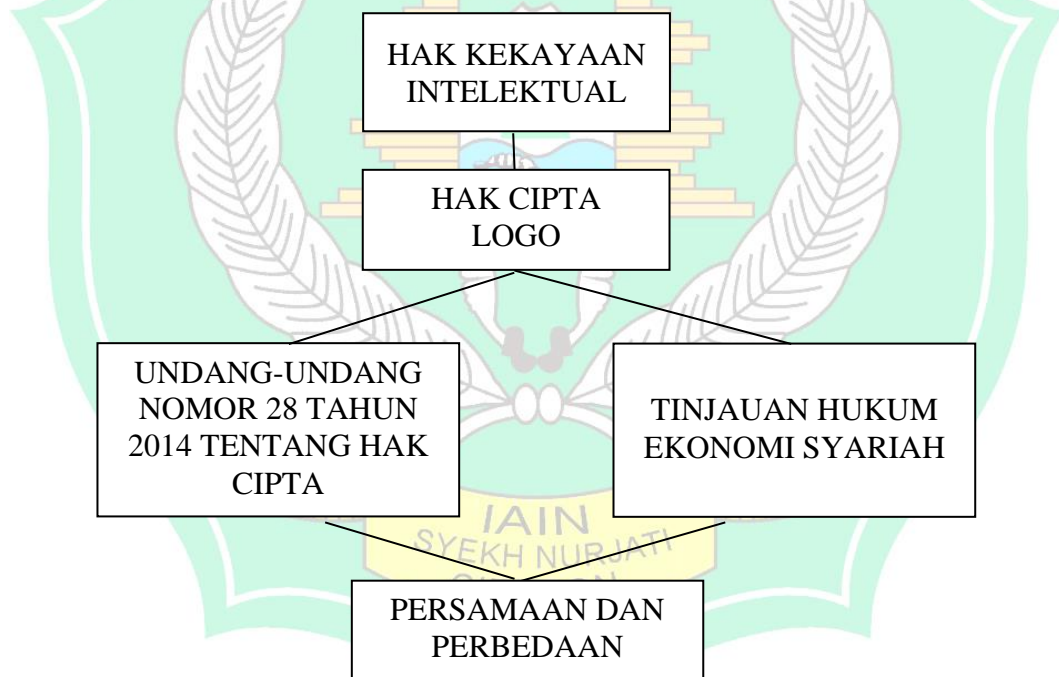 HAK KEKAYAAN
INTELEKTUAL
HAK CIPTA
LOGO
UNDANG-UNDANG
NOMOR 28 TAHUN
2014 TENTANG HAK
CIPTA
TINJAUAN HUKUM
EKONOMI SYARIAH
IAIN
SYEKH NURJATI
PERSAMAAN DAN
PERBEDAAN